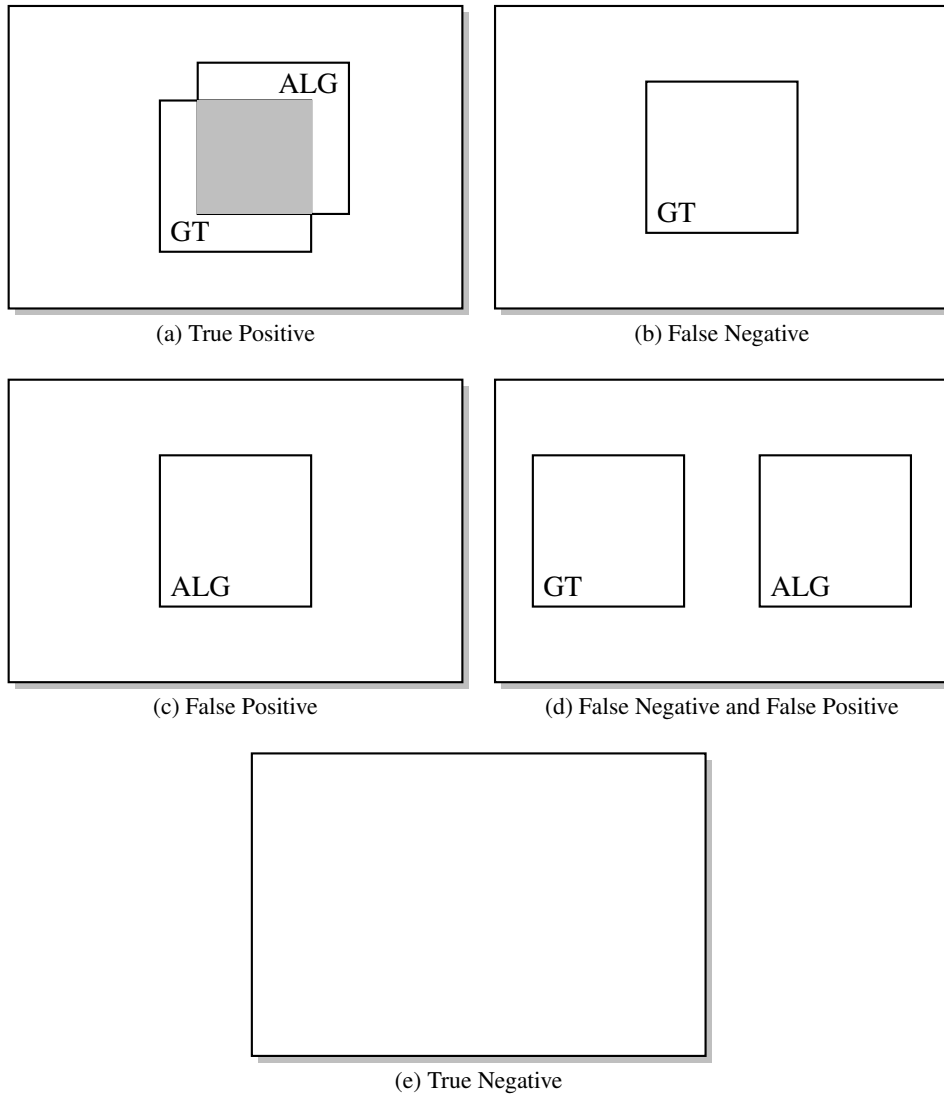 ALG
GT
GT
(a) True Positive
(b) False Negative
ALG
GT
ALG
(c) False Positive
(d) False Negative and False Positive
(e) True Negative